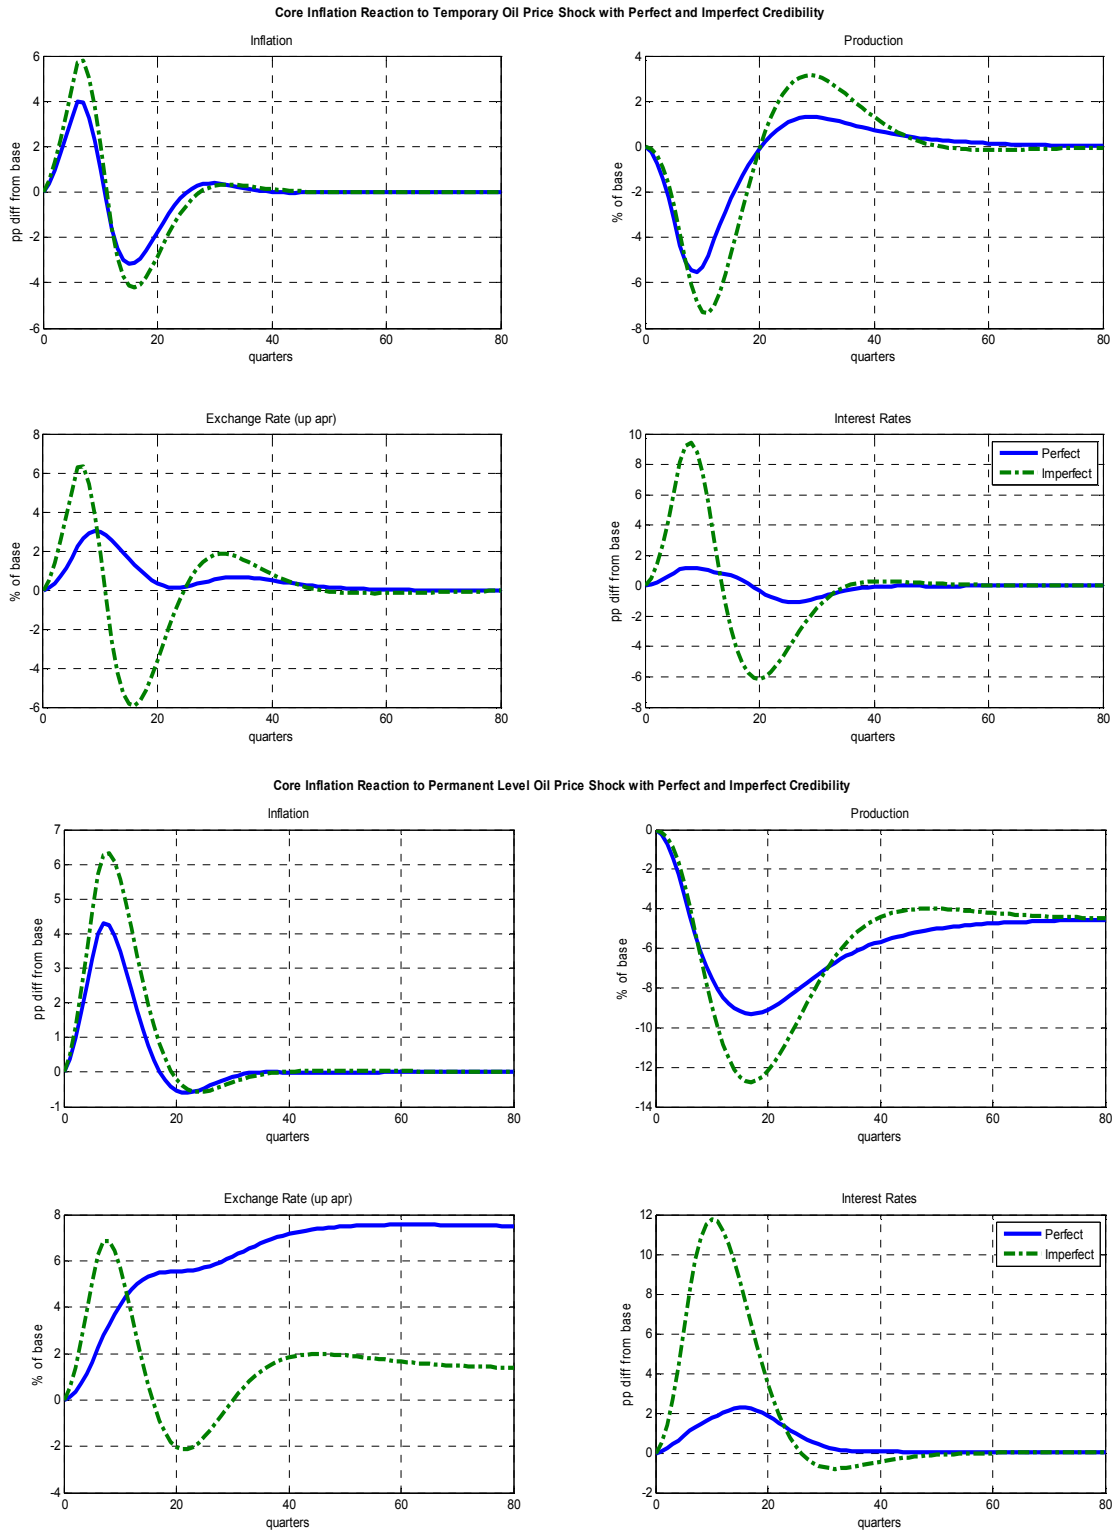 Core Inflation Reaction to Temporary Oil Price Shock with Perfect and Imperfect Credibility
Inflation
6
4
2
0
-2
-4
-6
pp diff from base
0 20 40 60 80
quarters
Production
4
2
0
-2
-4
-6
-8
% of base
0 20 40 60 80
quarters
Exchange Rate (up apr)
8
6
4
2
0
-2
-4
-6
% of base
0 20 40 60 80
quarters
Interest Rates
10
8
6
4
2
0
-2
-4
-6
-8
pp diff from base
Perfect
Imperfect
0 20 40 60 80
quarters
Core Inflation Reaction to Permanent Level Oil Price Shock with Perfect and Imperfect Credibility
Inflation
7
6
5
4
3
2
1
0
-1
pp diff from base
0 20 40 60 80
quarters
Production
0
-2
-4
-6
-8
-10
-12
-14
% of base
0 20 40 60 80
quarters
Exchange Rate (up apr)
8
6
4
2
0
-2
-4
% of base
0 20 40 60 80
quarters
Interest Rates
12
10
8
6
4
2
0
-2
pp diff from base
Perfect
Imperfect
0 20 40 60 80
quarters